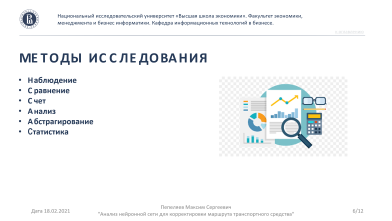 Национальный исследовательский университет «Высшая школа экономики». Факультет экономики,
менеджмента и бизнес информатики. Кафедра информационных технологий в бизнесе.
МЕТОДЫ ИССЛЕДОВАНИЯ
• Наблюдение
• Сравнение
• Счет
• Анализ
• Абстрагирование
• Статистика
Дата 18.02.2021
Пепеляев Максим Сергеевич
"Анализ нейронной сети для корректировки маршрута транспортного средства"
6/12